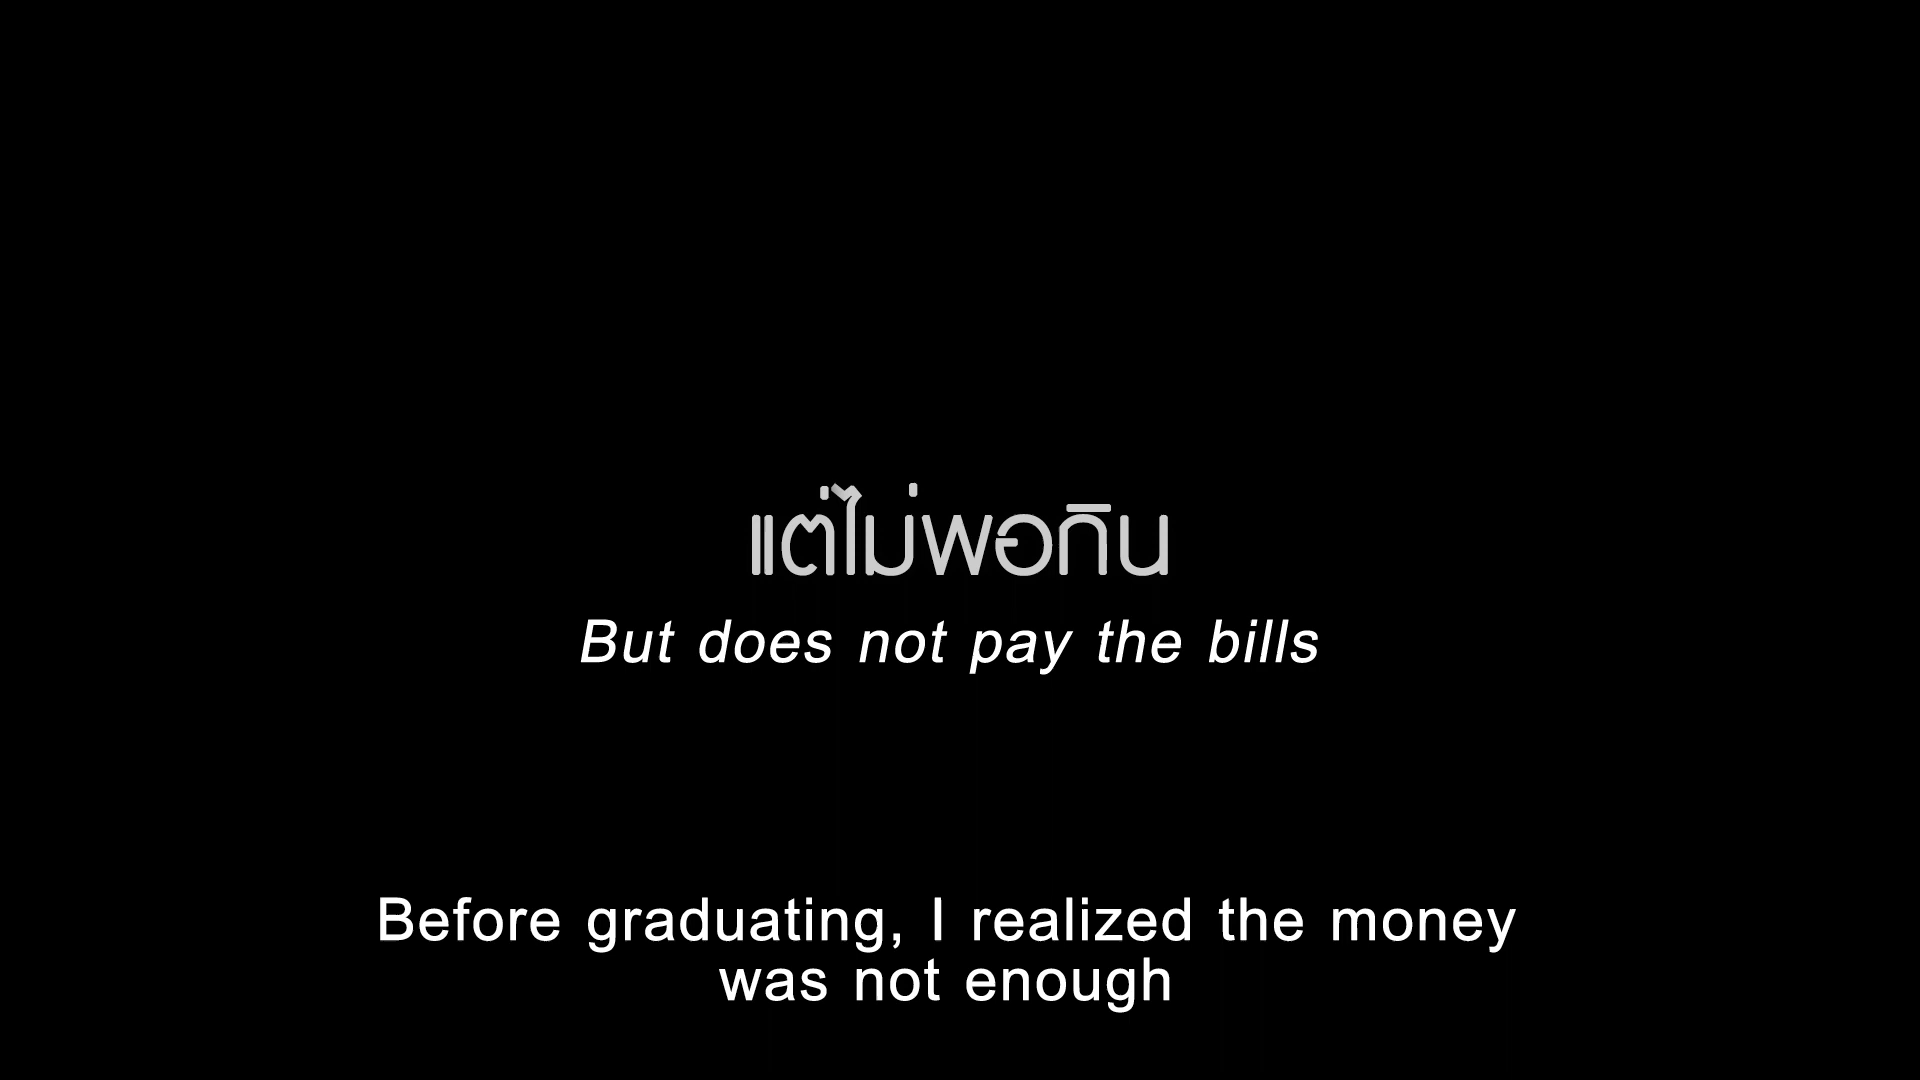 แต่ไม่พอกิน
But does not pay the bills
Before graduating, I realized the money
was not enough